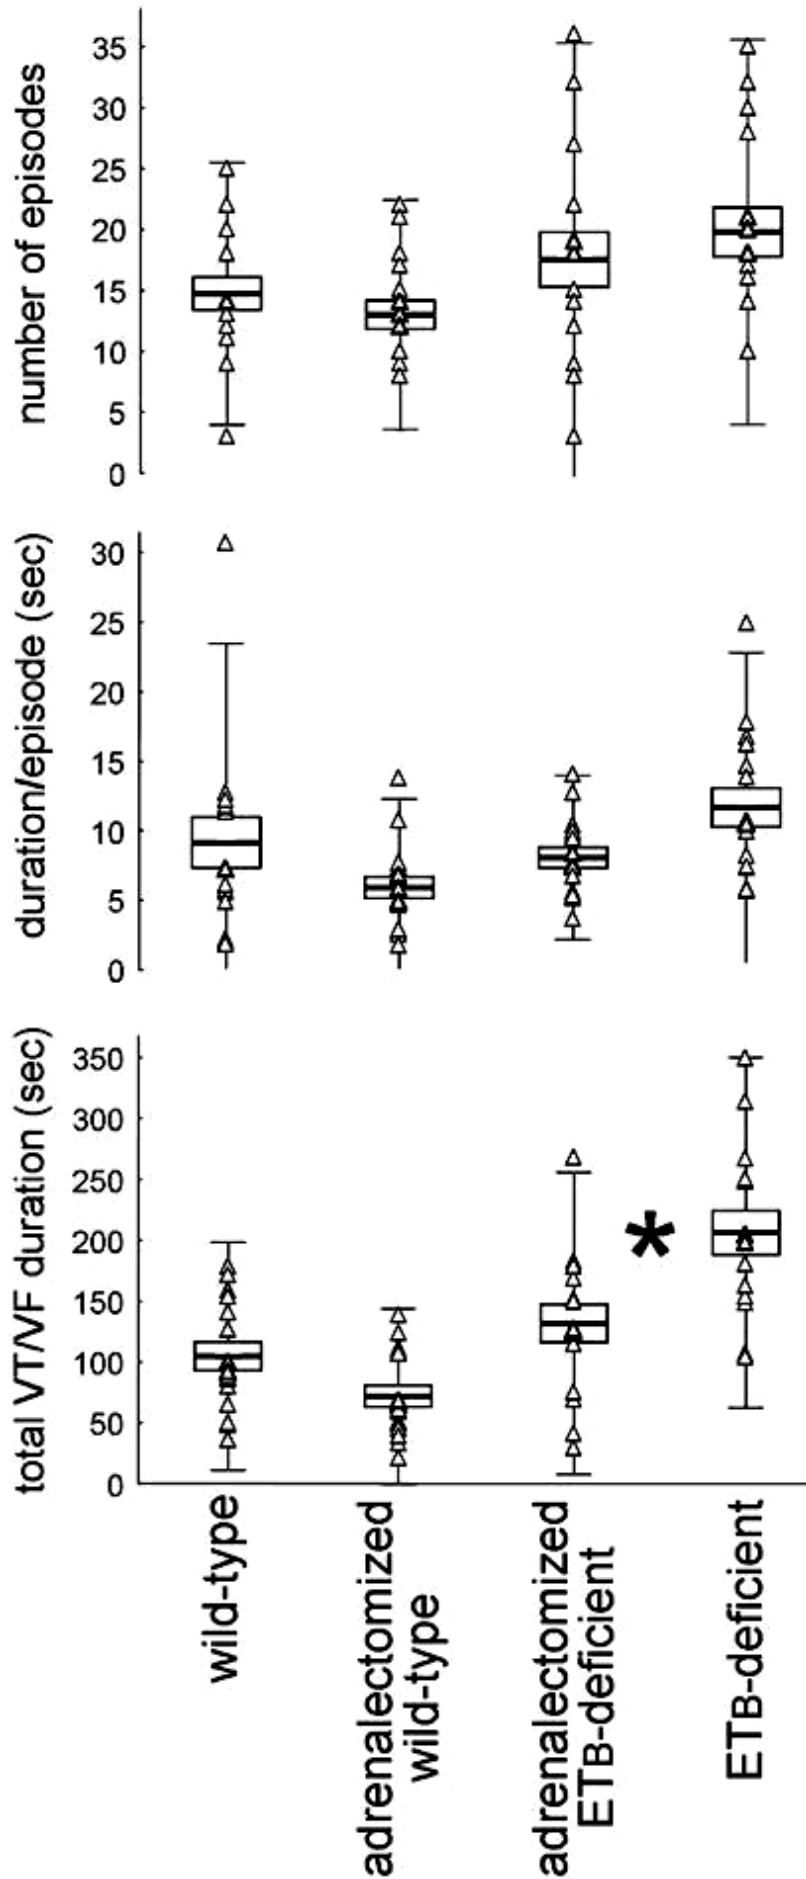 number of episodes
35
30
25
20
15
10
5
0
duration/episode (sec)
30
25
20
15
10
5
0
total VT/VF duration (sec)
350
300
250
200
150
100
50
0
*
wild-type
adrenalectomized
wild-type
adrenalectomized
ETB-deficient
ETB-deficient